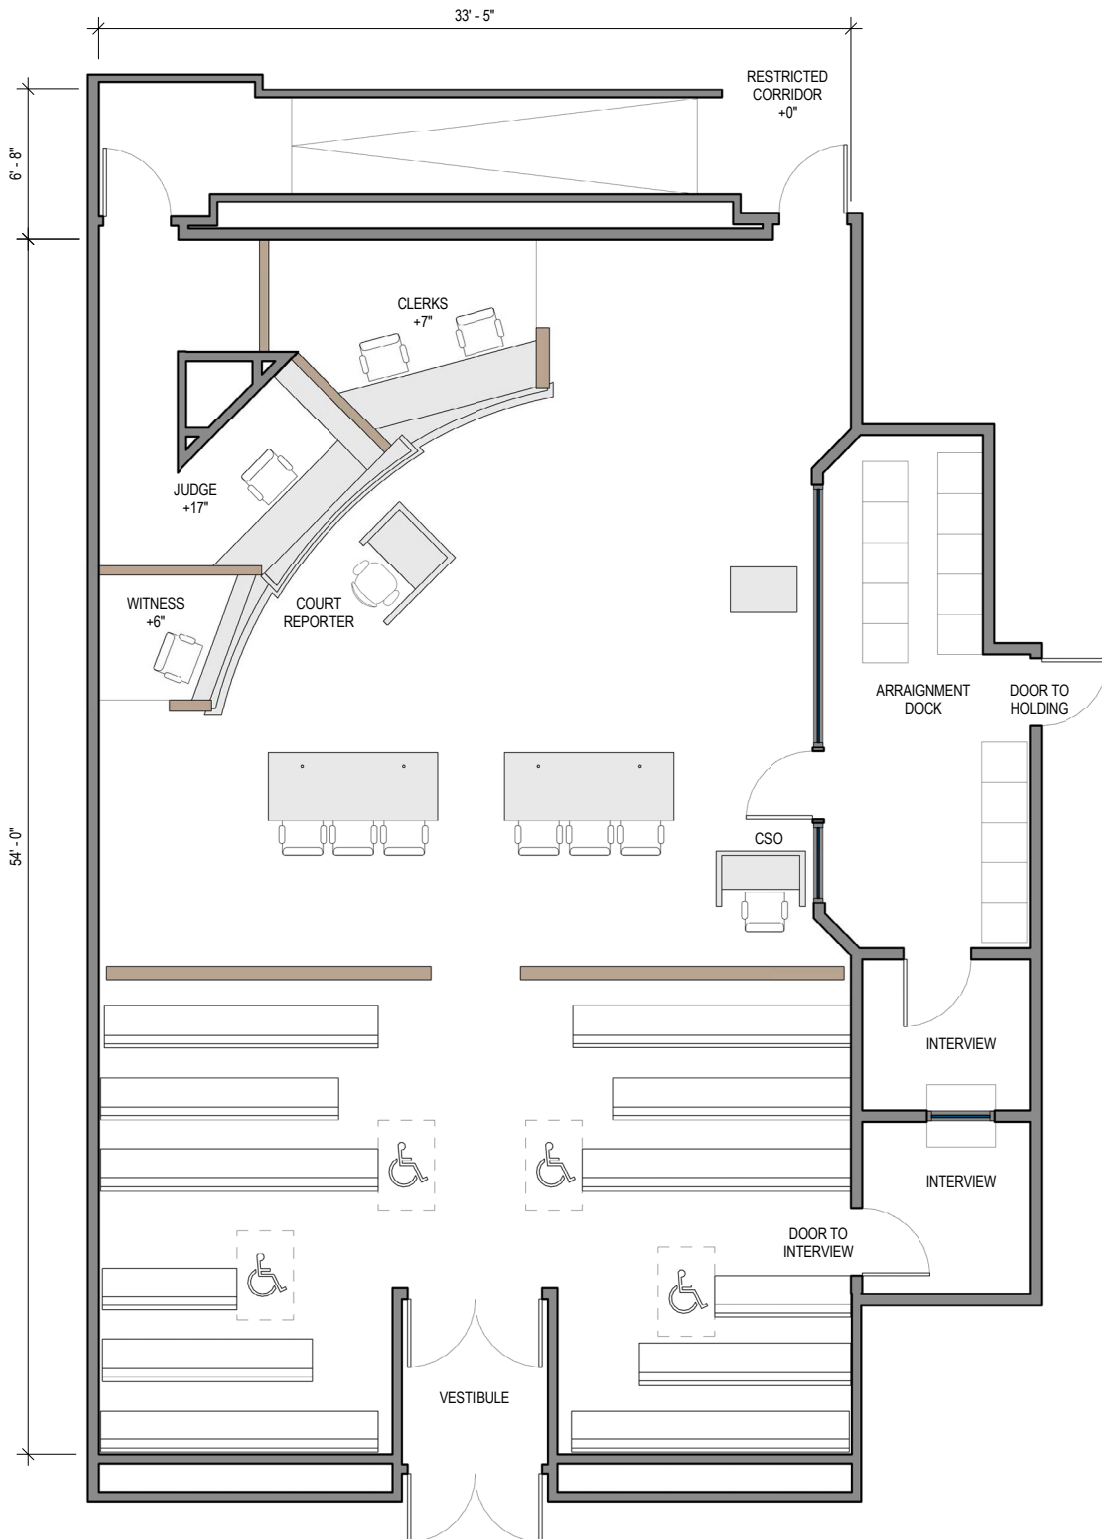 33' - 5"
RESTRICTED
CORRIDOR
+0"
6' - 8"
CLERKS
+7"
JUDGE
+17"
WITNESS
+6"
COURT
REPORTER
ARRAIGNMENT
DOCK
DOOR TO
HOLDING
54' - 0"
CSO
INTERVIEW
INTERVIEW
DOOR TO
INTERVIEW
VESTIBULE